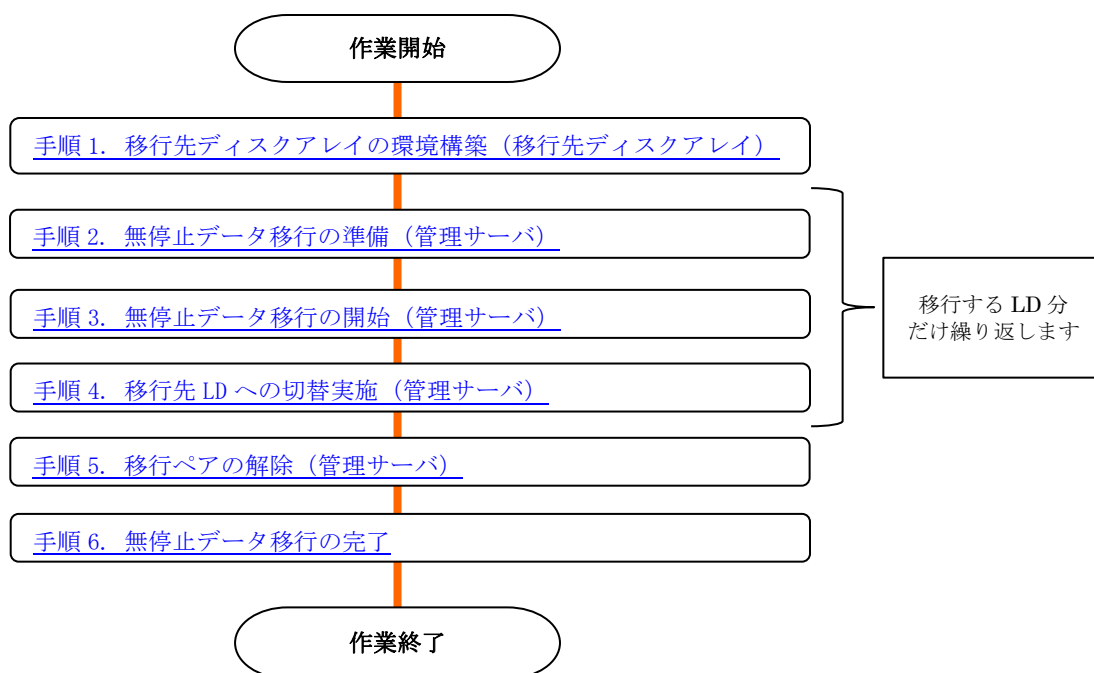 作業開始
手順 1. 移行先ディスクアレイの環境構築（移行先ディスクアレイ）
手順 2. 無停止データ移行の準備（管理サーバ）
手順 3. 無停止データ移行の開始（管理サーバ）
手順 4. 移行先 LD への切替実施（管理サーバ）
移行する LD 分
だけ繰り返します
手順 5. 移行ペアの解除（管理サーバ）
手順 6. 無停止データ移行の完了
作業終了